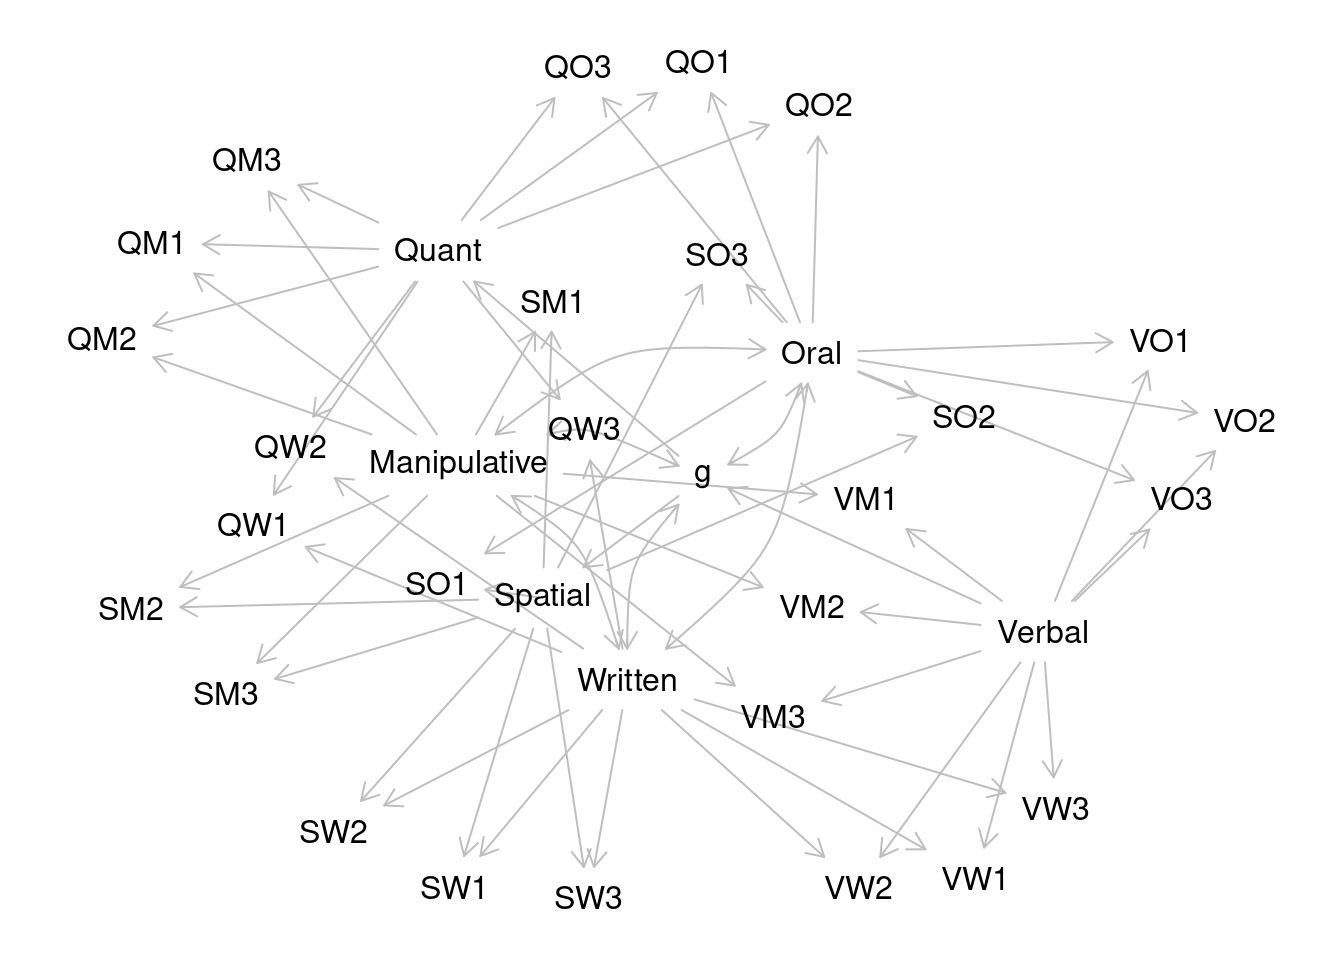 QO3
QO1
QO2
QM3
QM1
Quant
SO3
SM1
QM2
Oral
VO1
QW3
SO2
VO2
QW2
Manipulative
g
VM1
VO3
QW1
SO1
Spatial
SM2
VM2
Verbal
Written
SM3
VM3
VW3
SW2
SW1
SW3
VW2
VW1